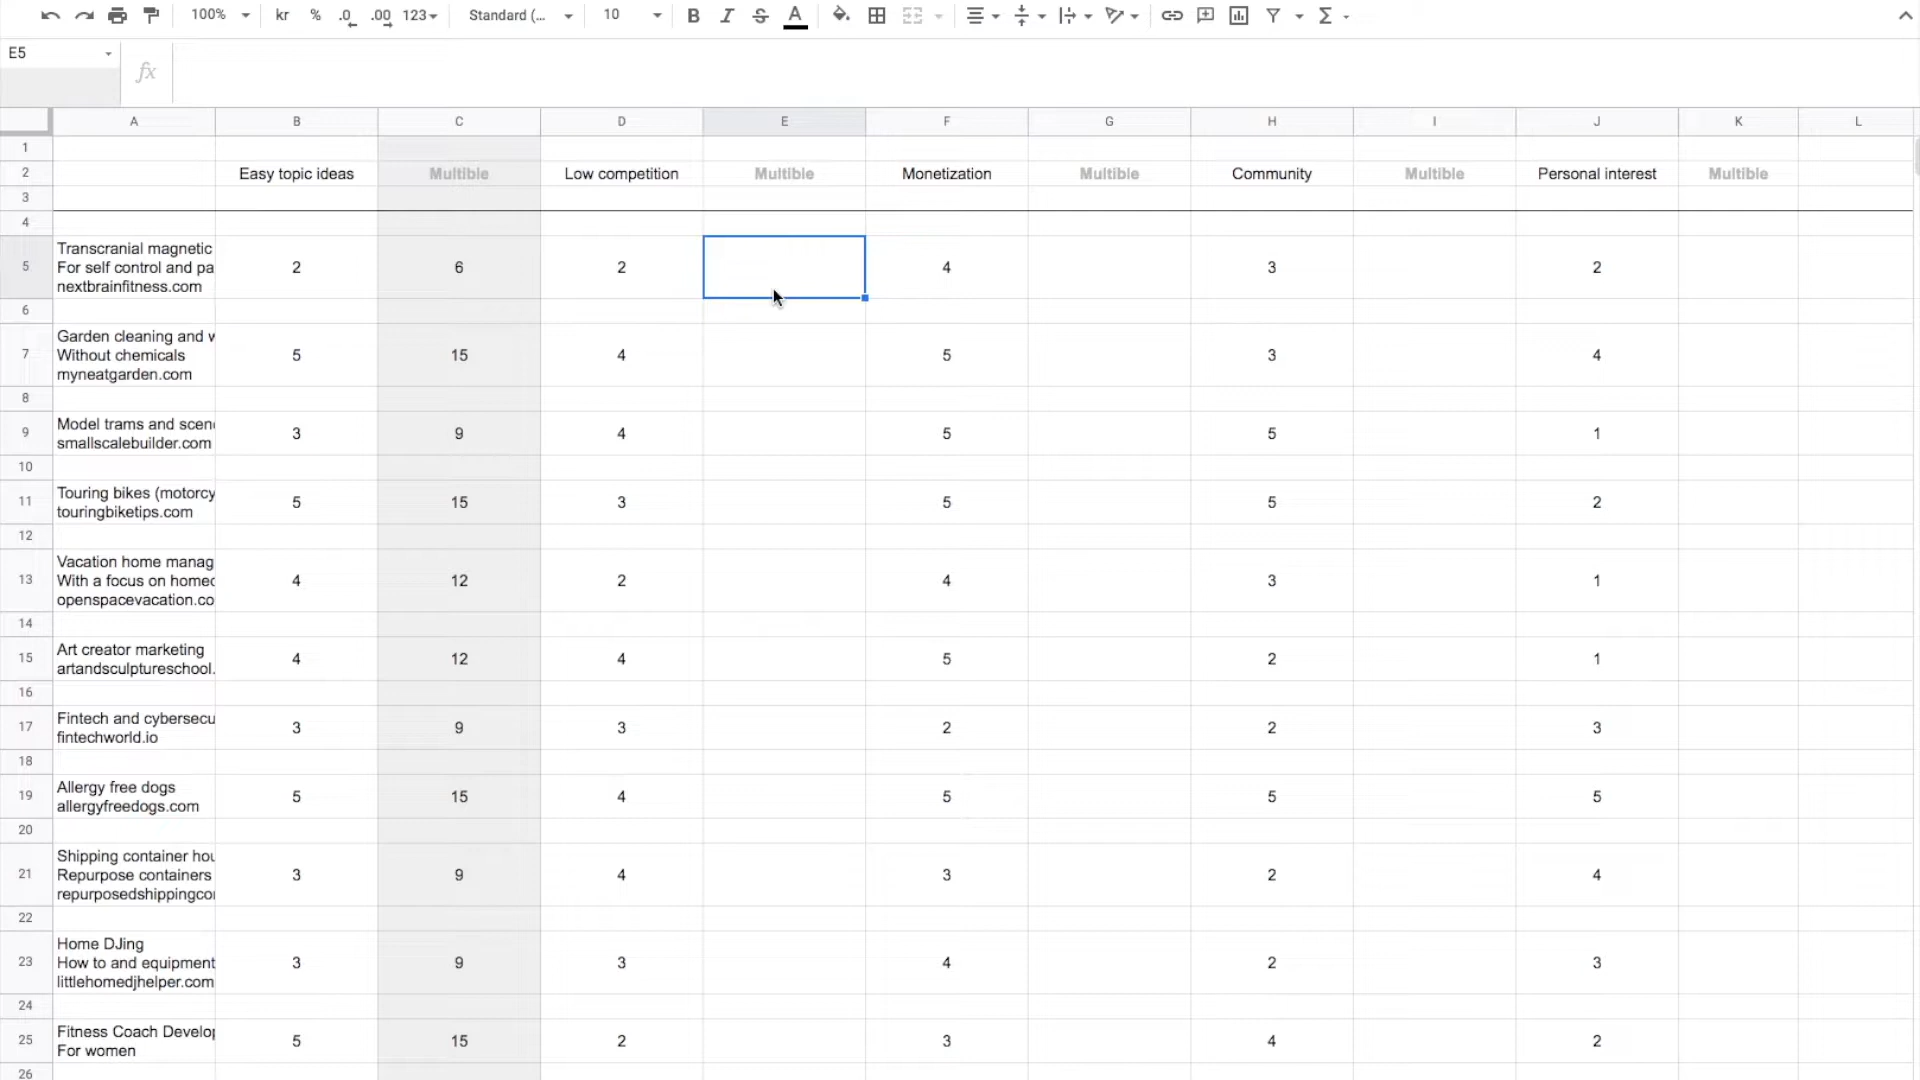 100% kr % .0 .00 123 Standard (... 10 B I S A Σ
E5
fx
A B C D E F G H I J K L
1
2 Easy topic ideas Multible Low competition Multible Monetization Multible Community Multible Personal interest Multible
3
4
Transcranial magnetic
5 For self control and pa 2 6 2 4 3 2
nextbrainfitness.com
6
Garden cleaning and w
7 Without chemicals 5 15 4 5 3 4
myneatgarden.com
8
Model trams and scen
9 3 9 4 5 5 1
smallscalebuilder.com
10
Touring bikes (motorcy
11 5 15 3 5 5 2
touringbiketips.com
12
Vacation home manag
13 With a focus on homeo 4 12 2 4 3 1
openspacevacation.co
14
Art creator marketing
15 4 12 4 5 2 1
artandsculptureschool.
16
Fintech and cybersecu
17 3 9 3 2 2 3
fintechworld.io
18
Allergy free dogs
19 5 15 4 5 5 5
allergyfreedogs.com
20
Shipping container hou
21 Repurpose containers 3 9 4 3 2 4
repurposedshippingcor
22
Home DJing
23 How to and equipment 3 9 3 4 2 3
littlehomedjhelper.com
24
Fitness Coach Develop
25 5 15 2 3 4 2
For women
26